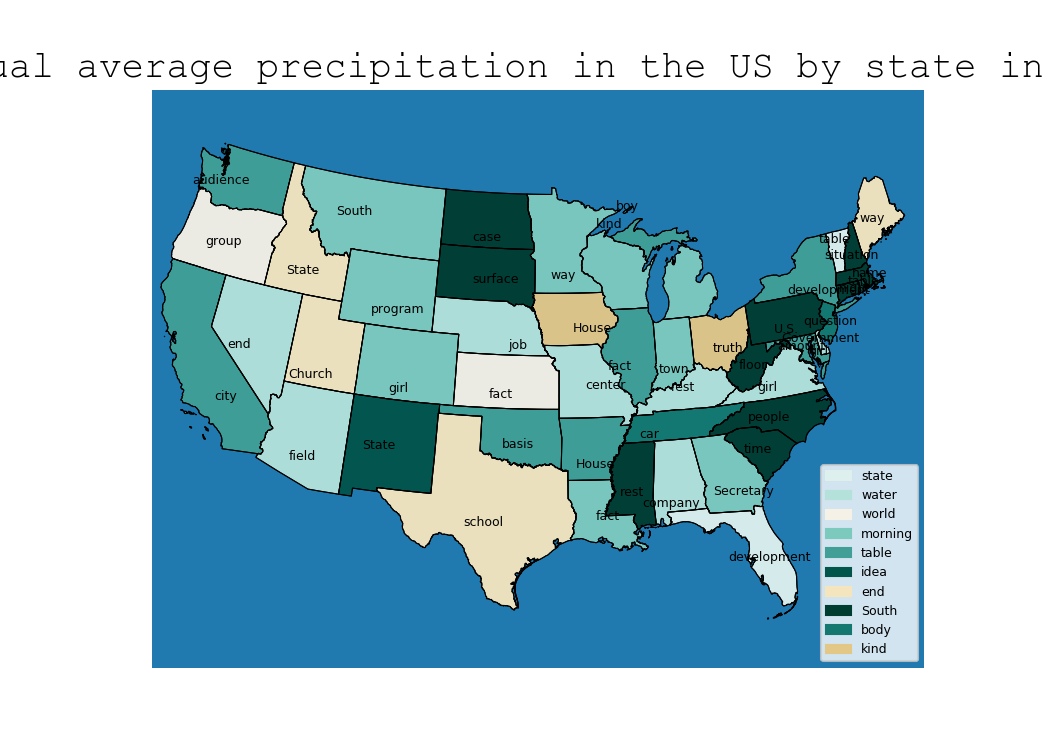 ual average precipitation in the US by state in
audience
South
boy
kind
way
group
case
table
situation
State
surface
way
name
program
development
House
question
end
job
U.S.
Government
truth
Church
fact
town
floor
girl
fact
center
rest
girl
city
people
car
State
basis
time
field
House
rest
Secretary
company
school
fact
development
state
water
world
morning
table
idea
end
South
body
kind